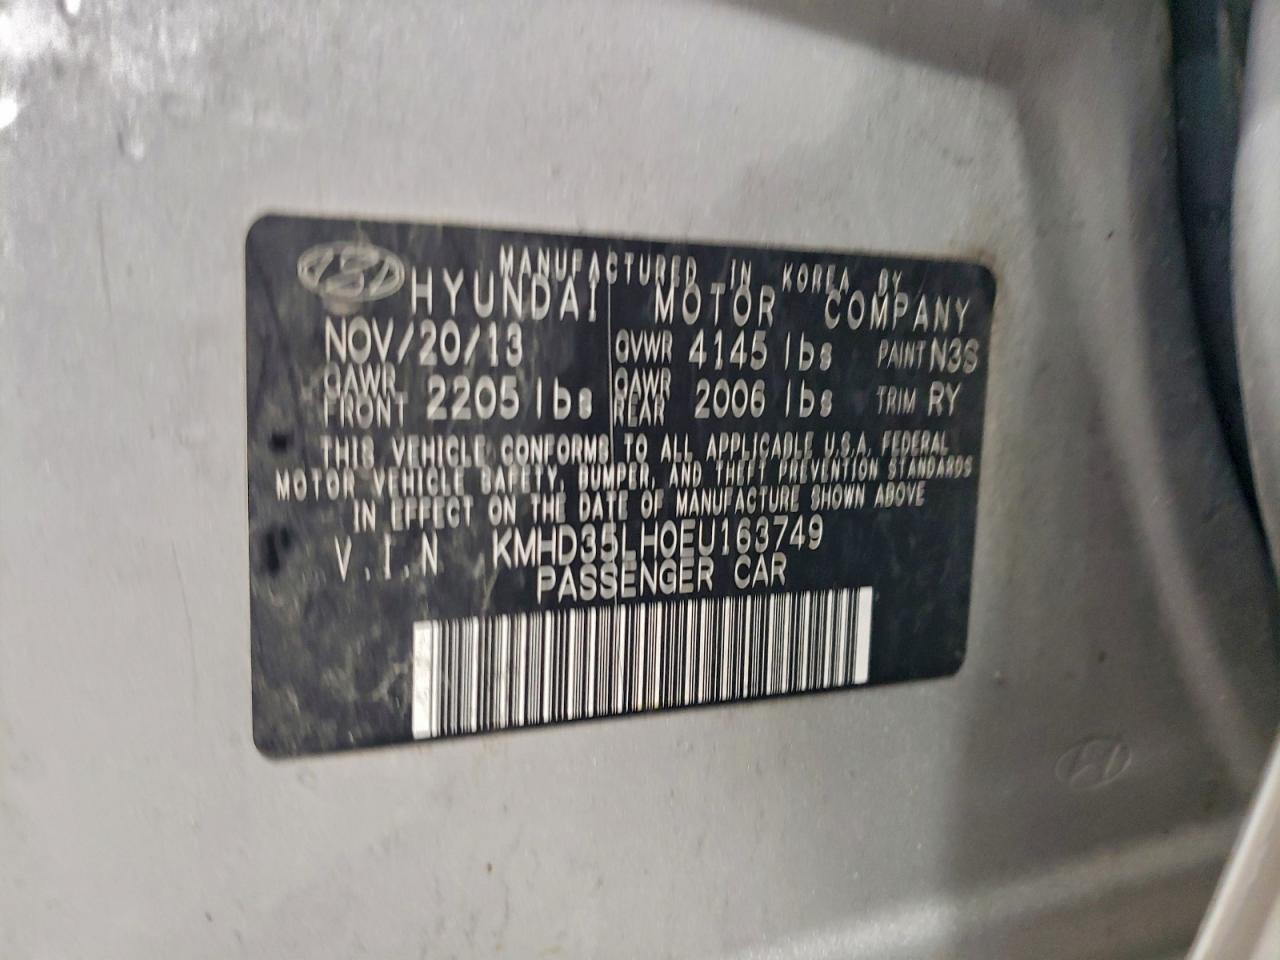 MANUFACTURED IN KOREA BY
HYUNDAI MOTOR COMPANY
NOV/20/13 GVWR 4145 lbs PAINT N3S
GAWR FRONT 2205 lbs GAWR REAR 2006 lbs TRIM RY
THIS VEHICLE CONFORMS TO ALL APPLICABLE U.S.A. FEDERAL
MOTOR VEHICLE SAFETY, BUMPER, AND THEFT PREVENTION STANDARDS
IN EFFECT ON THE DATE OF MANUFACTURE SHOWN ABOVE
V.I.N KMHD35LH0EU163749
PASSENGER CAR